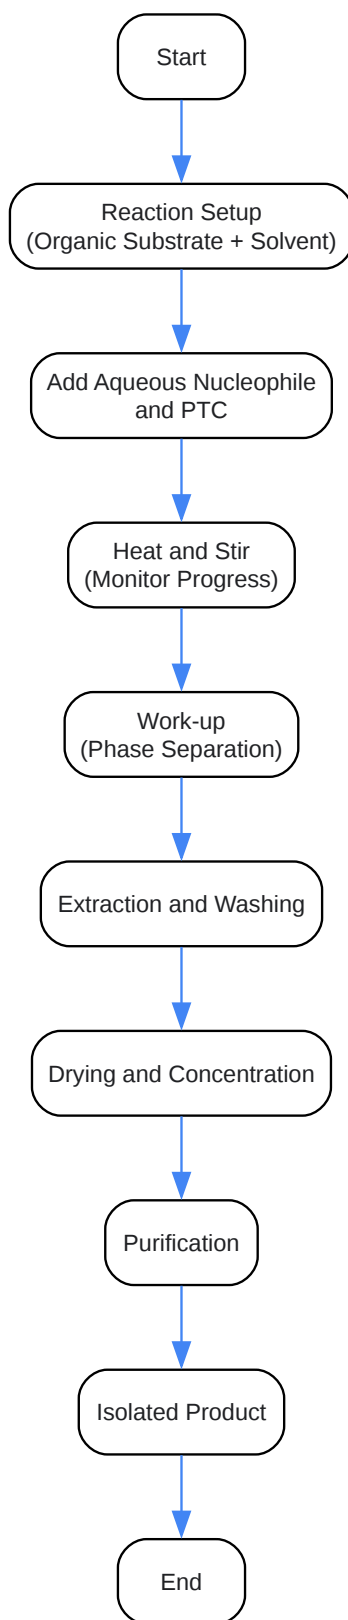 Start
Reaction Setup
(Organic Substrate + Solvent)
Add Aqueous Nucleophile
and PTC
Heat and Stir
(Monitor Progress)
Work-up
(Phase Separation)
Extraction and Washing
Drying and Concentration
Purification
Isolated Product
End